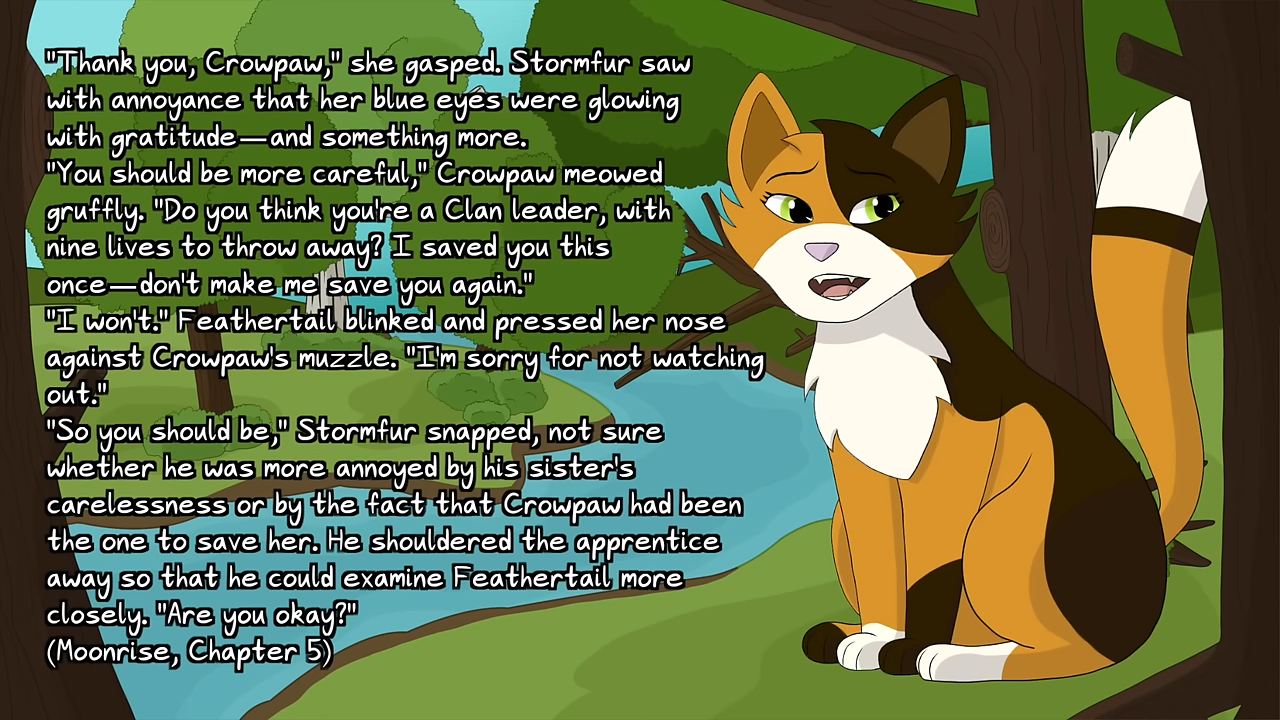 "Thank you, Crowpaw," she gasped. Stormfur saw
with annoyance that her blue eyes were glowing
with gratitude—and something more.
"You should be more careful," Crowpaw meowed
gruffly. "Do you think you're a Clan leader, with
nine lives to throw away? I saved you this
once—don't make me save you again."
"I won't." Feathertail blinked and pressed her nose
against Crowpaw's muzzle. "I'm sorry for not watching
out."
"So you should be," Stormfur snapped, not sure
whether he was more annoyed by his sister's
carelessness or by the fact that Crowpaw had been
the one to save her. He shouldered the apprentice
away so that he could examine Feathertail more
closely. "Are you okay?"
(Moonrise, Chapter 5)